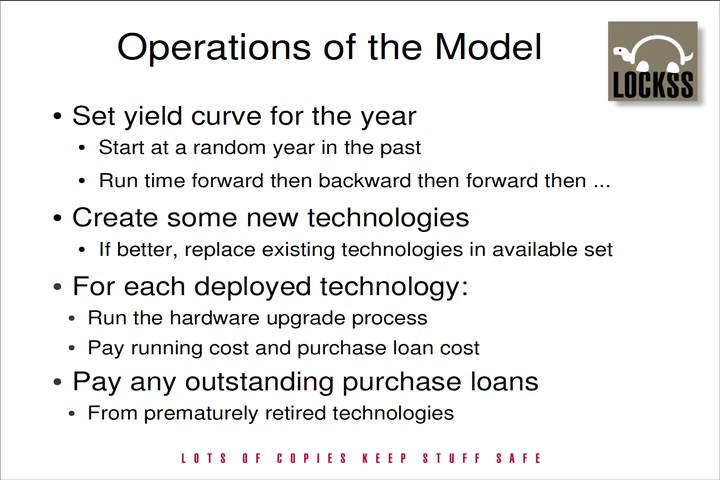 Operations of the Model
LOCKSS
• Set yield curve for the year
• Start at a random year in the past
• Run time forward then backward then forward then ...
• Create some new technologies
• If better, replace existing technologies in available set
• For each deployed technology:
• Run the hardware upgrade process
• Pay running cost and purchase loan cost
• Pay any outstanding purchase loans
• From prematurely retired technologies
LOTS OF COPIES KEEP STUFF SAFE